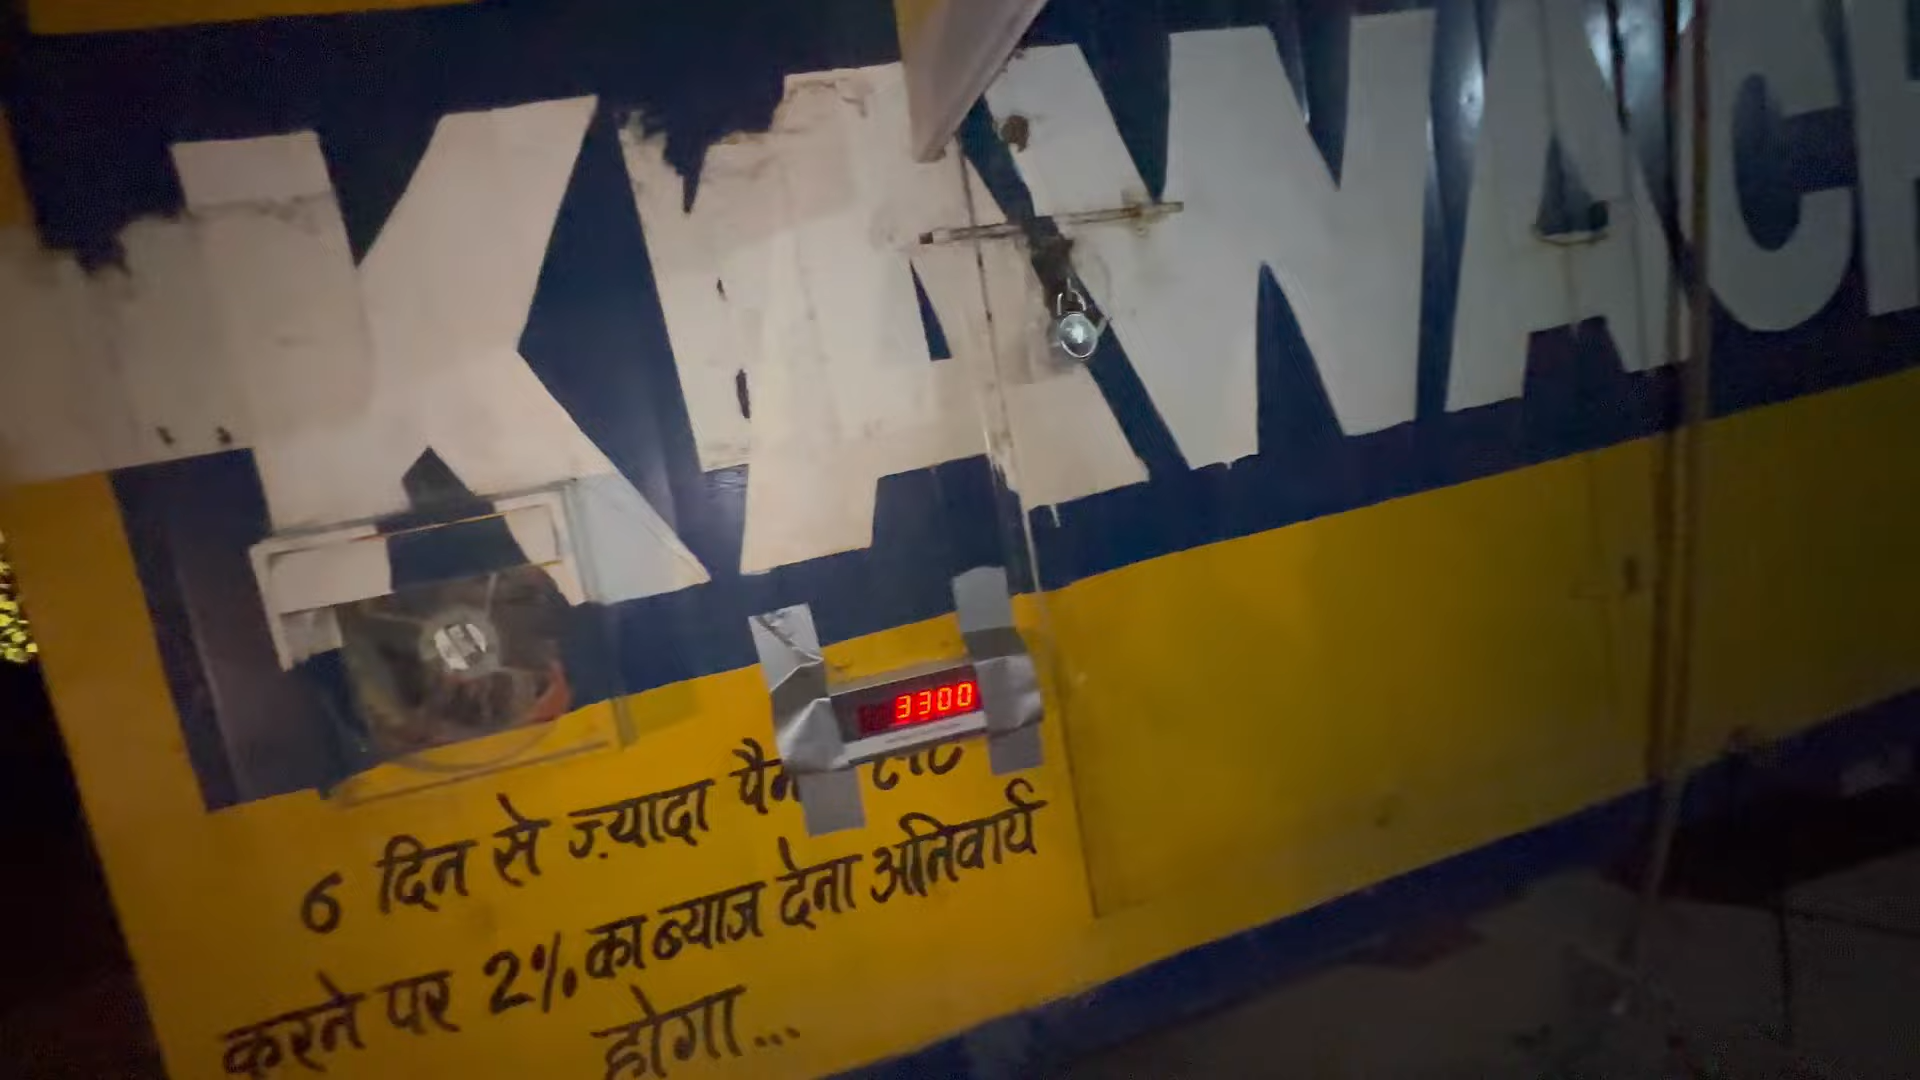 KAWACH
3300
6 दिन से ज़्यादा
करने पर 2% का ब्याज देना अनिवार्य
होगा...